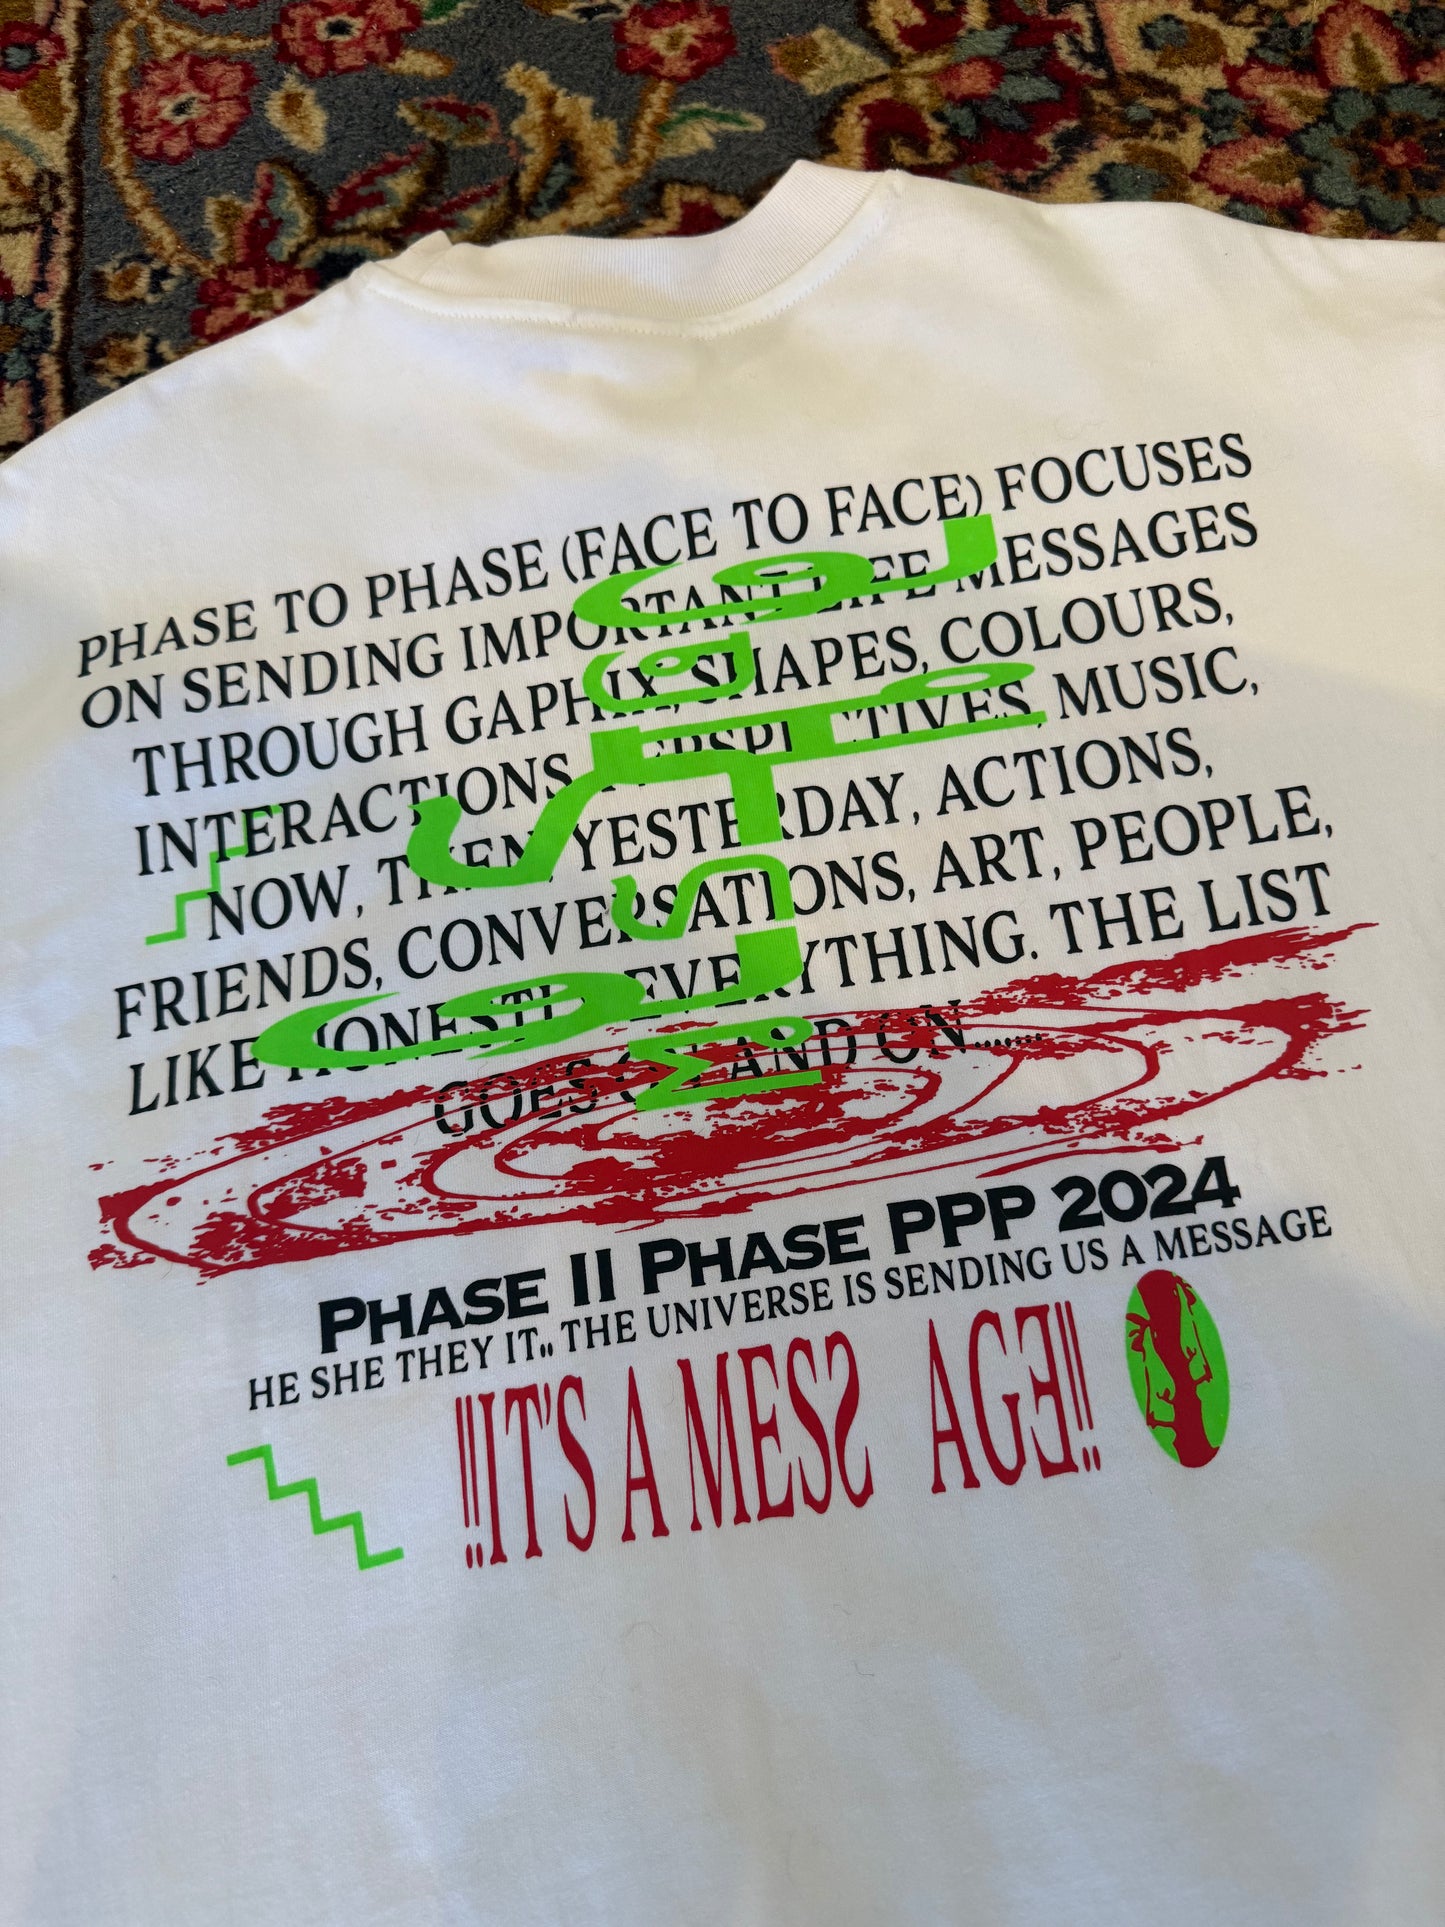 PHASE TO PHASE (FACE TO FACE) FOCUSES
ON SENDING IMPORTANT LIFE MESSAGES
THROUGH GAPHIX, SHAPES, COLOURS,
INTERACTIONS, PERSPECTIVES, MUSIC,
NOW, THEN, YESTERDAY, ACTIONS,
FRIENDS, CONVERSATIONS, ART, PEOPLE,
LIKE HONESTLY EVERYTHING. THE LIST
GOES ON AND ON.......
PHASE II PHASE PPP 2024
HE SHE THEY IT.. THE UNIVERSE IS SENDING US A MESSAGE
!!!IT'S A MESS AGE!!!